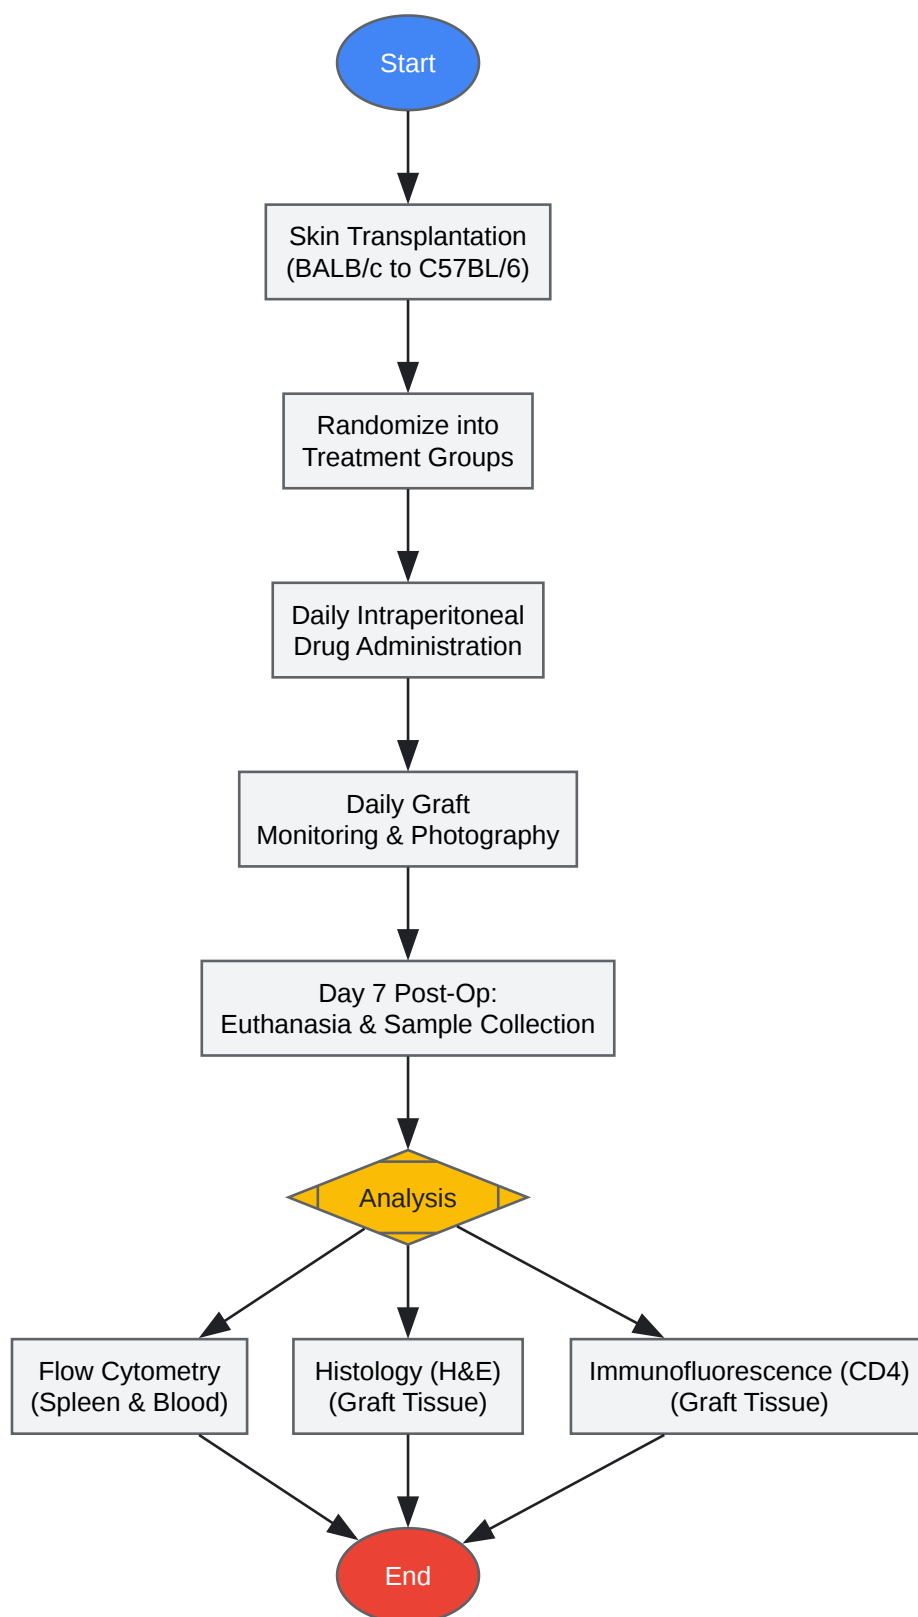 Start
Skin Transplantation
(BALB/c to C57BL/6)
Randomize into
Treatment Groups
Daily Intraperitoneal
Drug Administration
Daily Graft
Monitoring & Photography
Day 7 Post-Op:
Euthanasia & Sample Collection
Analysis
Flow Cytometry
(Spleen & Blood)
Histology (H&E)
(Graft Tissue)
Immunofluorescence (CD4)
(Graft Tissue)
End